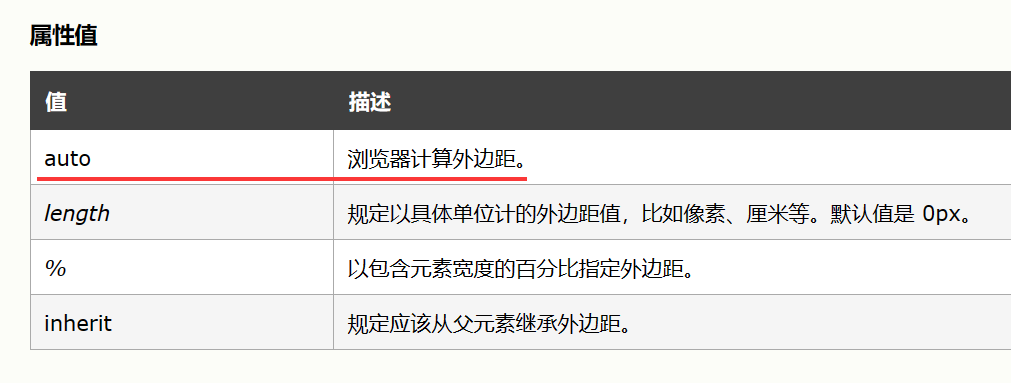 属性值
值 描述
auto 浏览器计算外边距。
length 规定以具体单位计的外边距值，比如像素、厘米等。默认值是 0px。
% 以包含元素宽度的百分比指定外边距。
inherit 规定应该从父元素继承外边距。